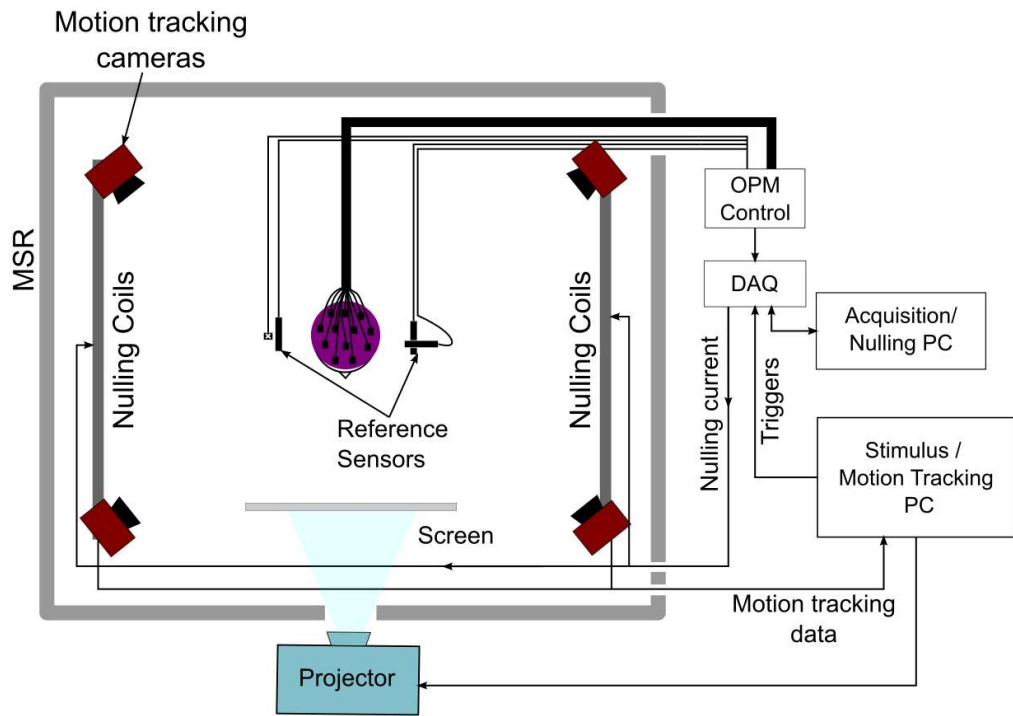 Motion tracking
cameras
MSR
Nulling Coils
Nulling Coils
Reference
Sensors
Screen
Projector
OPM
Control
DAQ
Acquisition/
Nulling PC
Nulling current
Triggers
Stimulus /
Motion Tracking
PC
Motion tracking
data